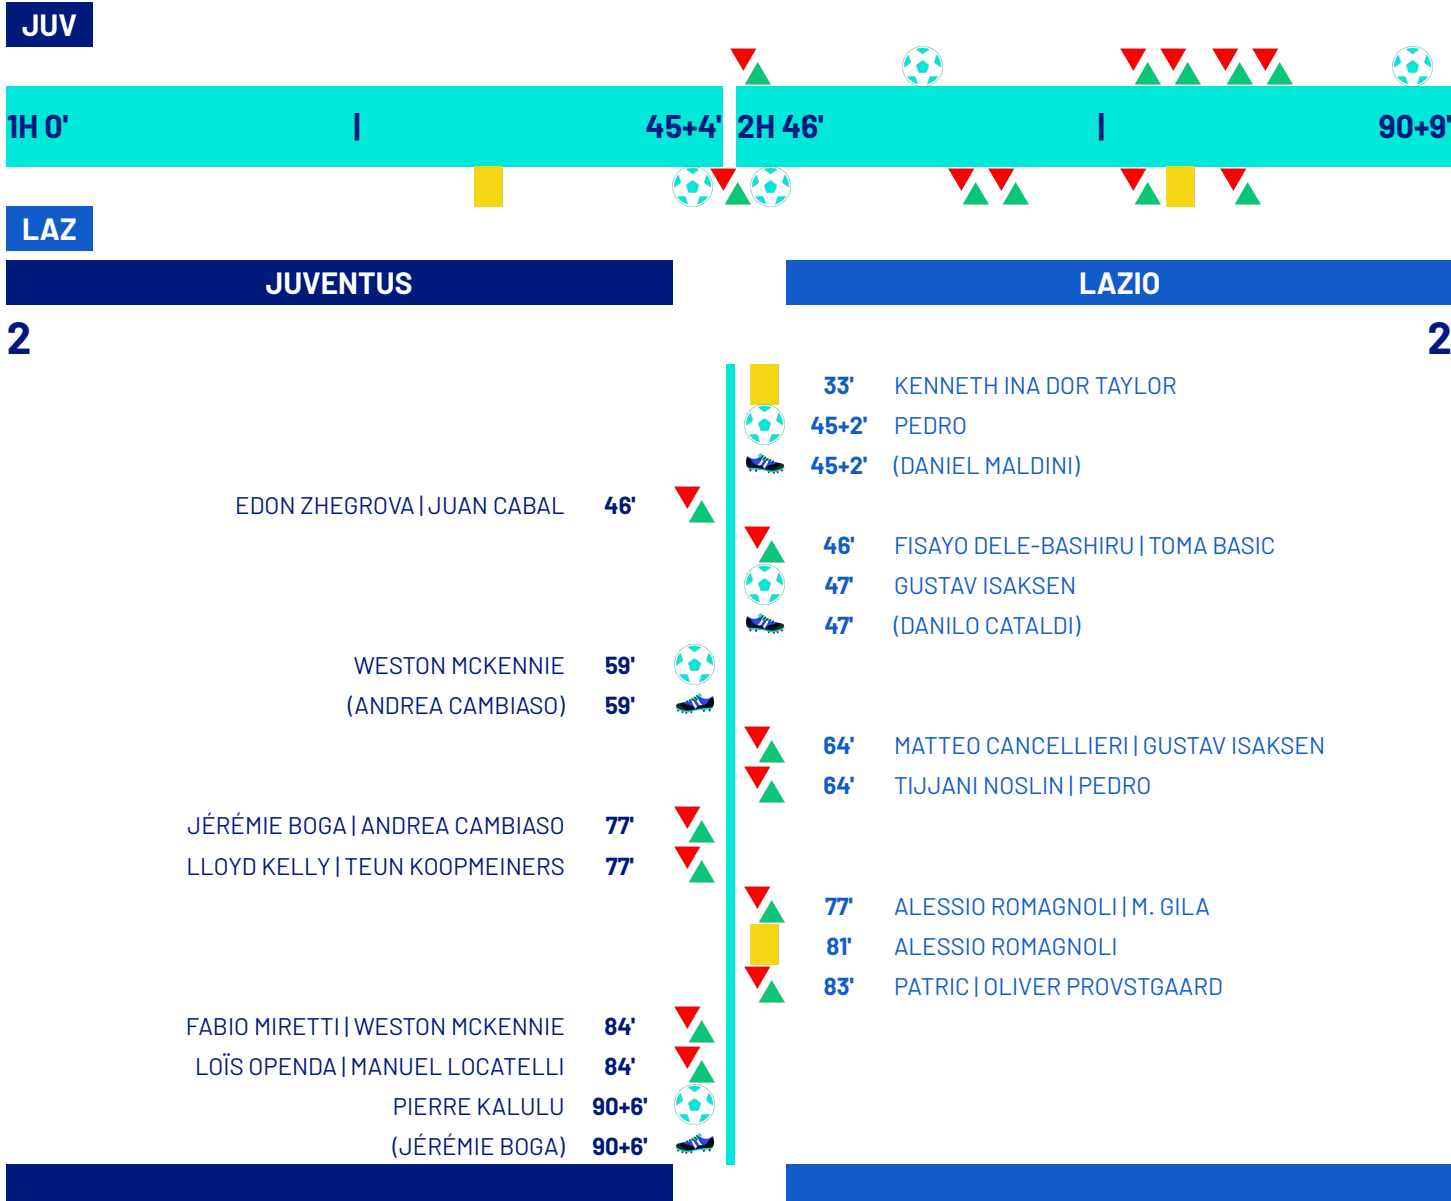 JUV
1H 0' | 45+4' 2H 46' | 90+9'
LAZ
JUVENTUS LAZIO
2 2
33' KENNETH INA DOR TAYLOR
45+2' PEDRO
45+2' (DANIEL MALDINI)
EDON ZHEGROVA | JUAN CABAL 46'
46' FISAYO DELE-BASHIRU | TOMA BASIC
47' GUSTAV ISAKSEN
47' (DANILO CATALDI)
WESTON MCKENNIE 59'
(ANDREA CAMBIASO) 59'
64' MATTEO CANCELLIERI | GUSTAV ISAKSEN
64' TIJJANI NOSLIN | PEDRO
JÉRÉMIE BOGA | ANDREA CAMBIASO 77'
LLOYD KELLY | TEUN KOOPMEINERS 77'
77' ALESSIO ROMAGNOLI | M. GILA
81' ALESSIO ROMAGNOLI
83' PATRIC | OLIVER PROVSTGAARD
FABIO MIRETTI | WESTON MCKENNIE 84'
LOÏS OPENDA | MANUEL LOCATELLI 84'
PIERRE KALULU 90+6'
(JÉRÉMIE BOGA) 90+6'